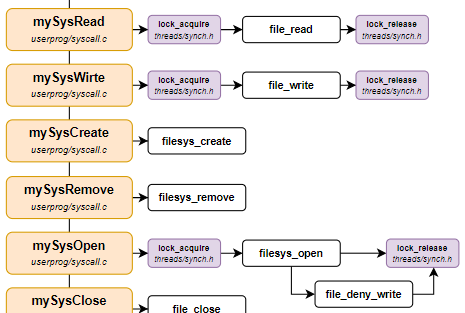 mySysRead
userprog/syscall.c
lock_acquire
threads/synch.h
file_read
lock_release
threads/synch.h
mySysWirte
userprog/syscall.c
lock_acquire
threads/synch.h
file_write
lock_release
threads/synch.h
mySysCreate
userprog/syscall.c
filesys_create
mySysRemove
userprog/syscall.c
filesys_remove
mySysOpen
userprog/syscall.c
lock_acquire
threads/synch.h
filesys_open
lock_release
threads/synch.h
file_deny_write
mySysClose
file_close